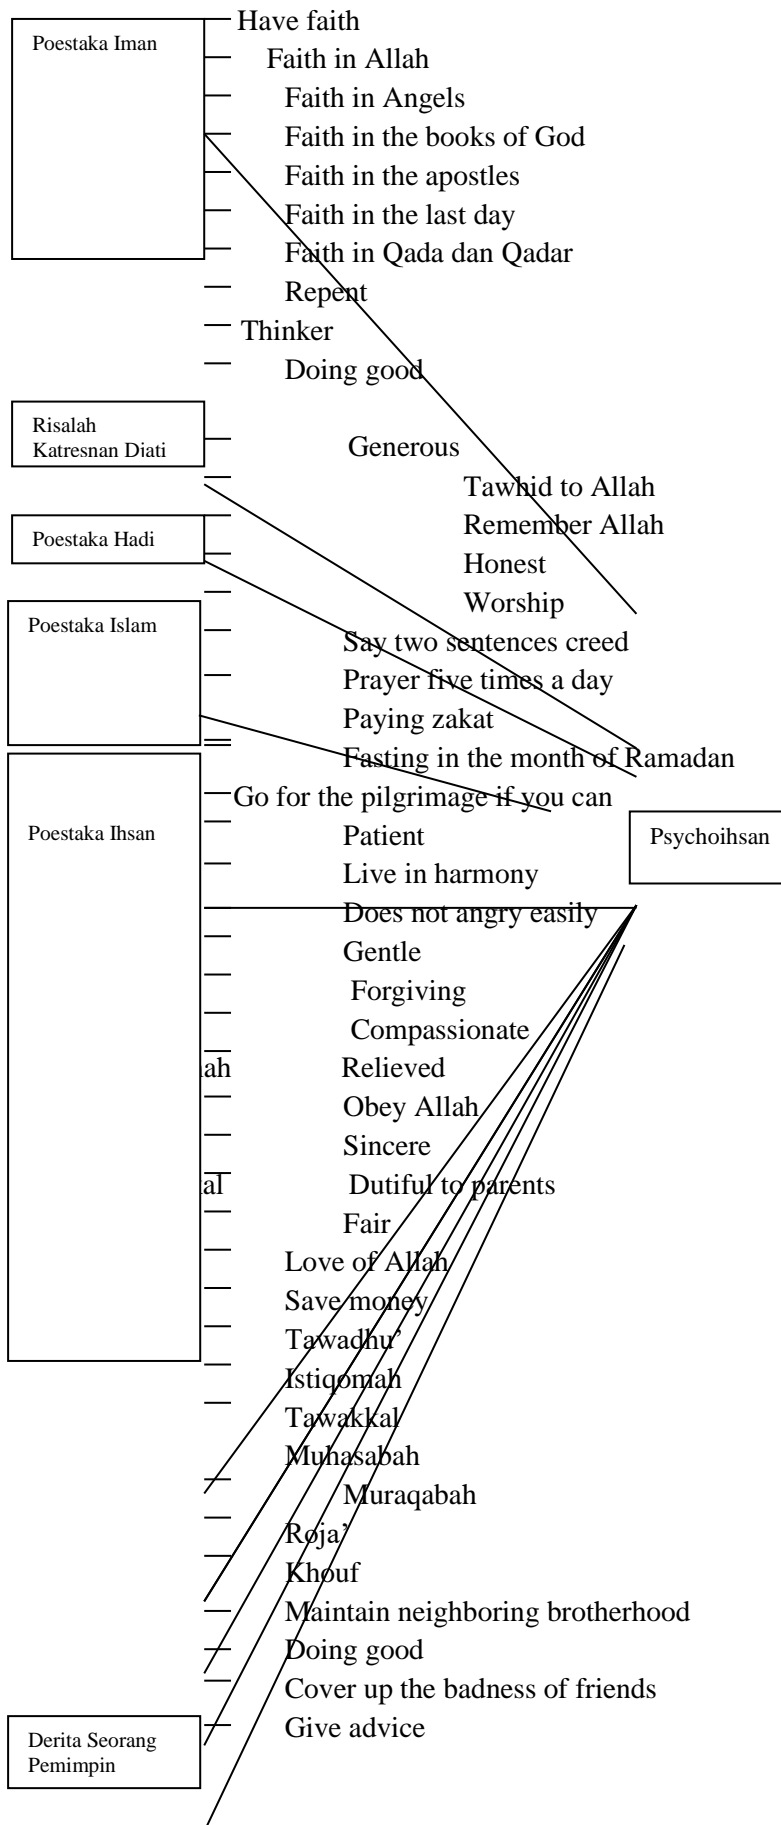 Have faith
Poestaka Iman
Faith in Allah
Faith in Angels
Faith in the books of God
Faith in the apostles
Faith in the last day
Faith in Qada dan Qadar
Repent
Thinker
Doing good
Risalah
Katresnan Djati
Generous
Tawhid to Allah
Remember Allah
Poestaka Hadi
Honest
Worship
Poestaka Islam
Say two sentences creed
Prayer five times a day
Paying zakat
Fasting in the month of Ramadan
Go for the pilgrimage if you can
Poestaka Ihsan
Patient
Psychoihsan
Live in harmony
Does not angry easily
Gentle
Forgiving
Compassionate
Relieved
Obey Allah
Sincere
Dutiful to parents
Fair
Love of Allah
Save money
Tawadhu’
Istiqomah
Tawakkal
Muhasabah
Muraqabah
Roja’
Khouf
Maintain neighboring brotherhood
Doing good
Cover up the badness of friends
Give advice
Derita Seorang
Pemimpin